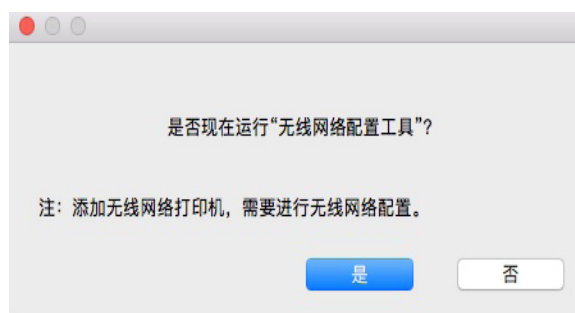 是否现在运行“无线网络配置工具”?
注：添加无线网络打印机，需要进行无线网络配置。
是
否